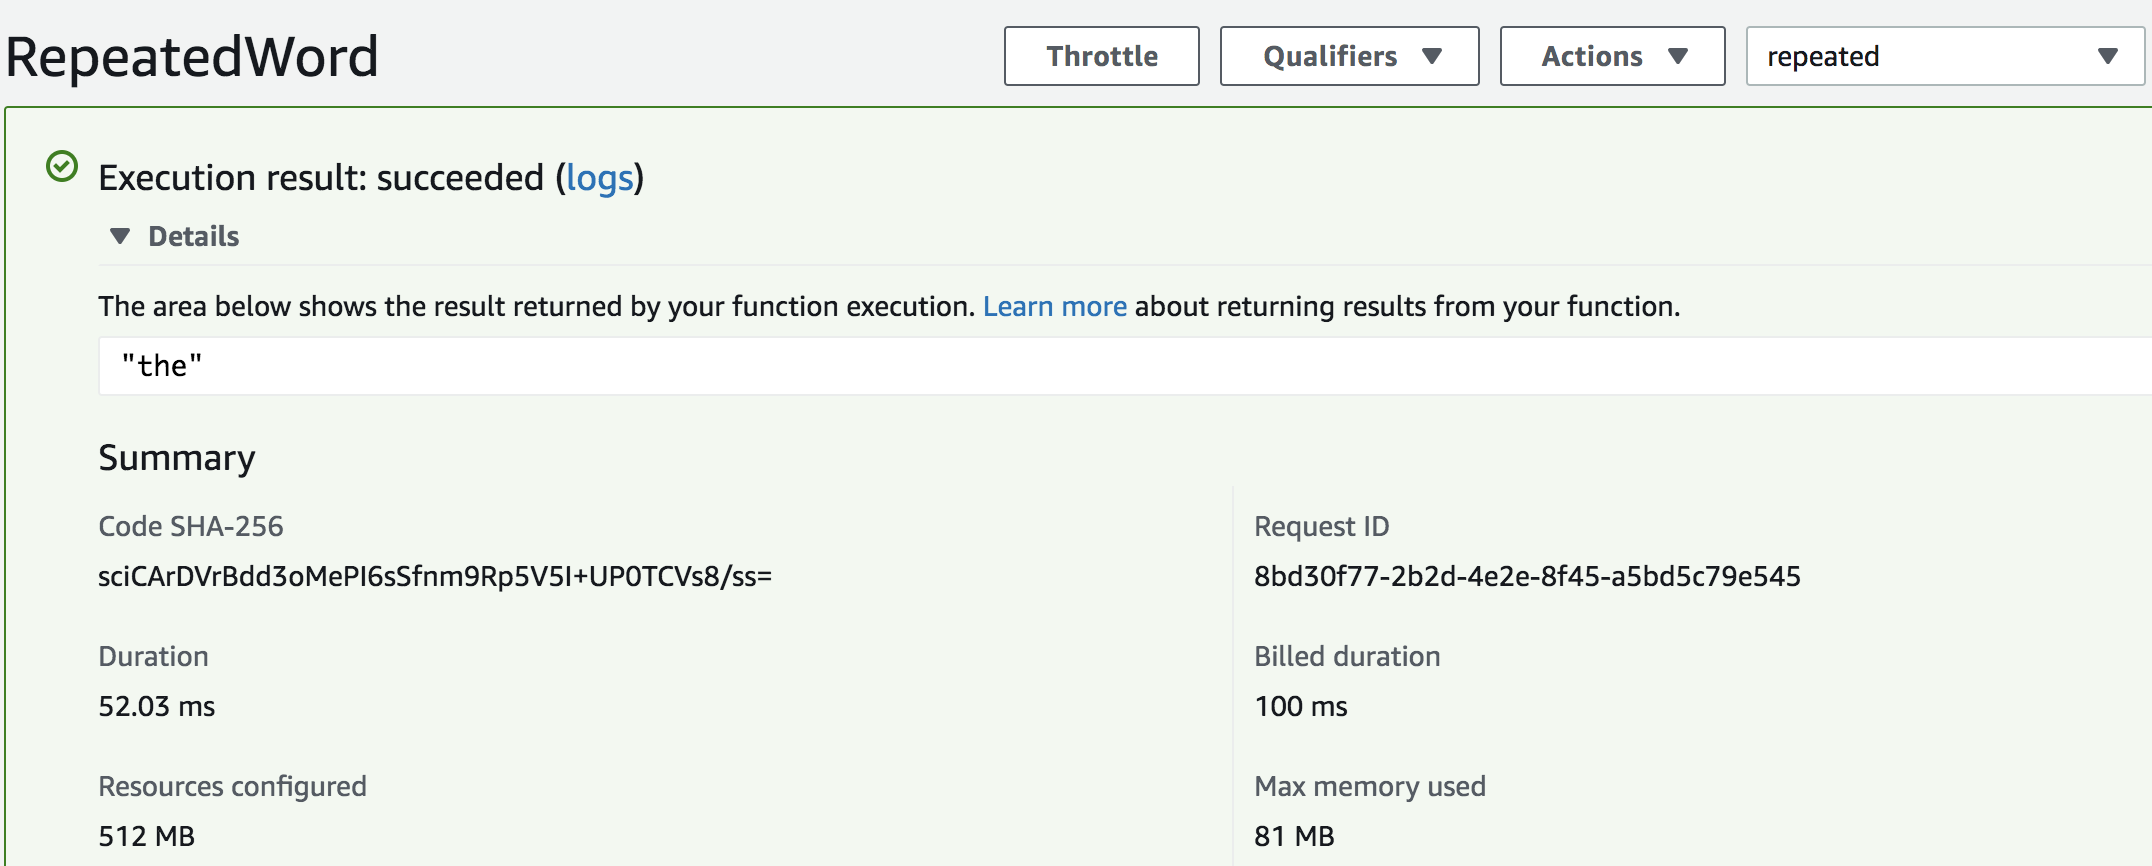 RepeatedWord
Throttle
Qualifiers
Actions
repeated
Execution result: succeeded (logs)
Details
The area below shows the result returned by your function execution. Learn more about returning results from your function.
"the"
Summary
Code SHA-256
sciCArDVrBdd3oMePI6sSfnm9Rp5V5I+UP0TCVs8/ss=
Request ID
8bd30f77-2b2d-4e2e-8f45-a5bd5c79e545
Duration
52.03 ms
Billed duration
100 ms
Resources configured
512 MB
Max memory used
81 MB